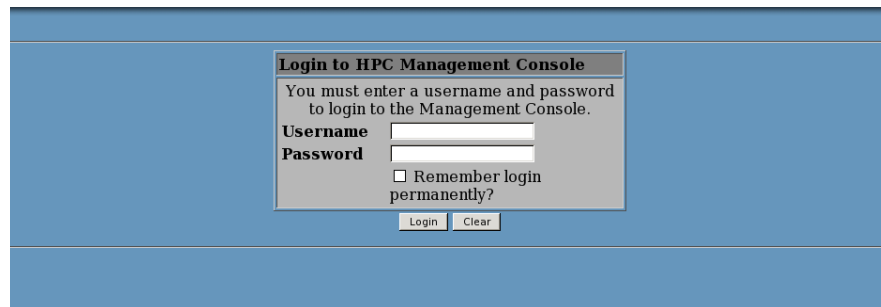 Login to HPC Management Console
You must enter a username and password
to login to the Management Console.
Username
Password
Remember login
permanently?
Login Clear